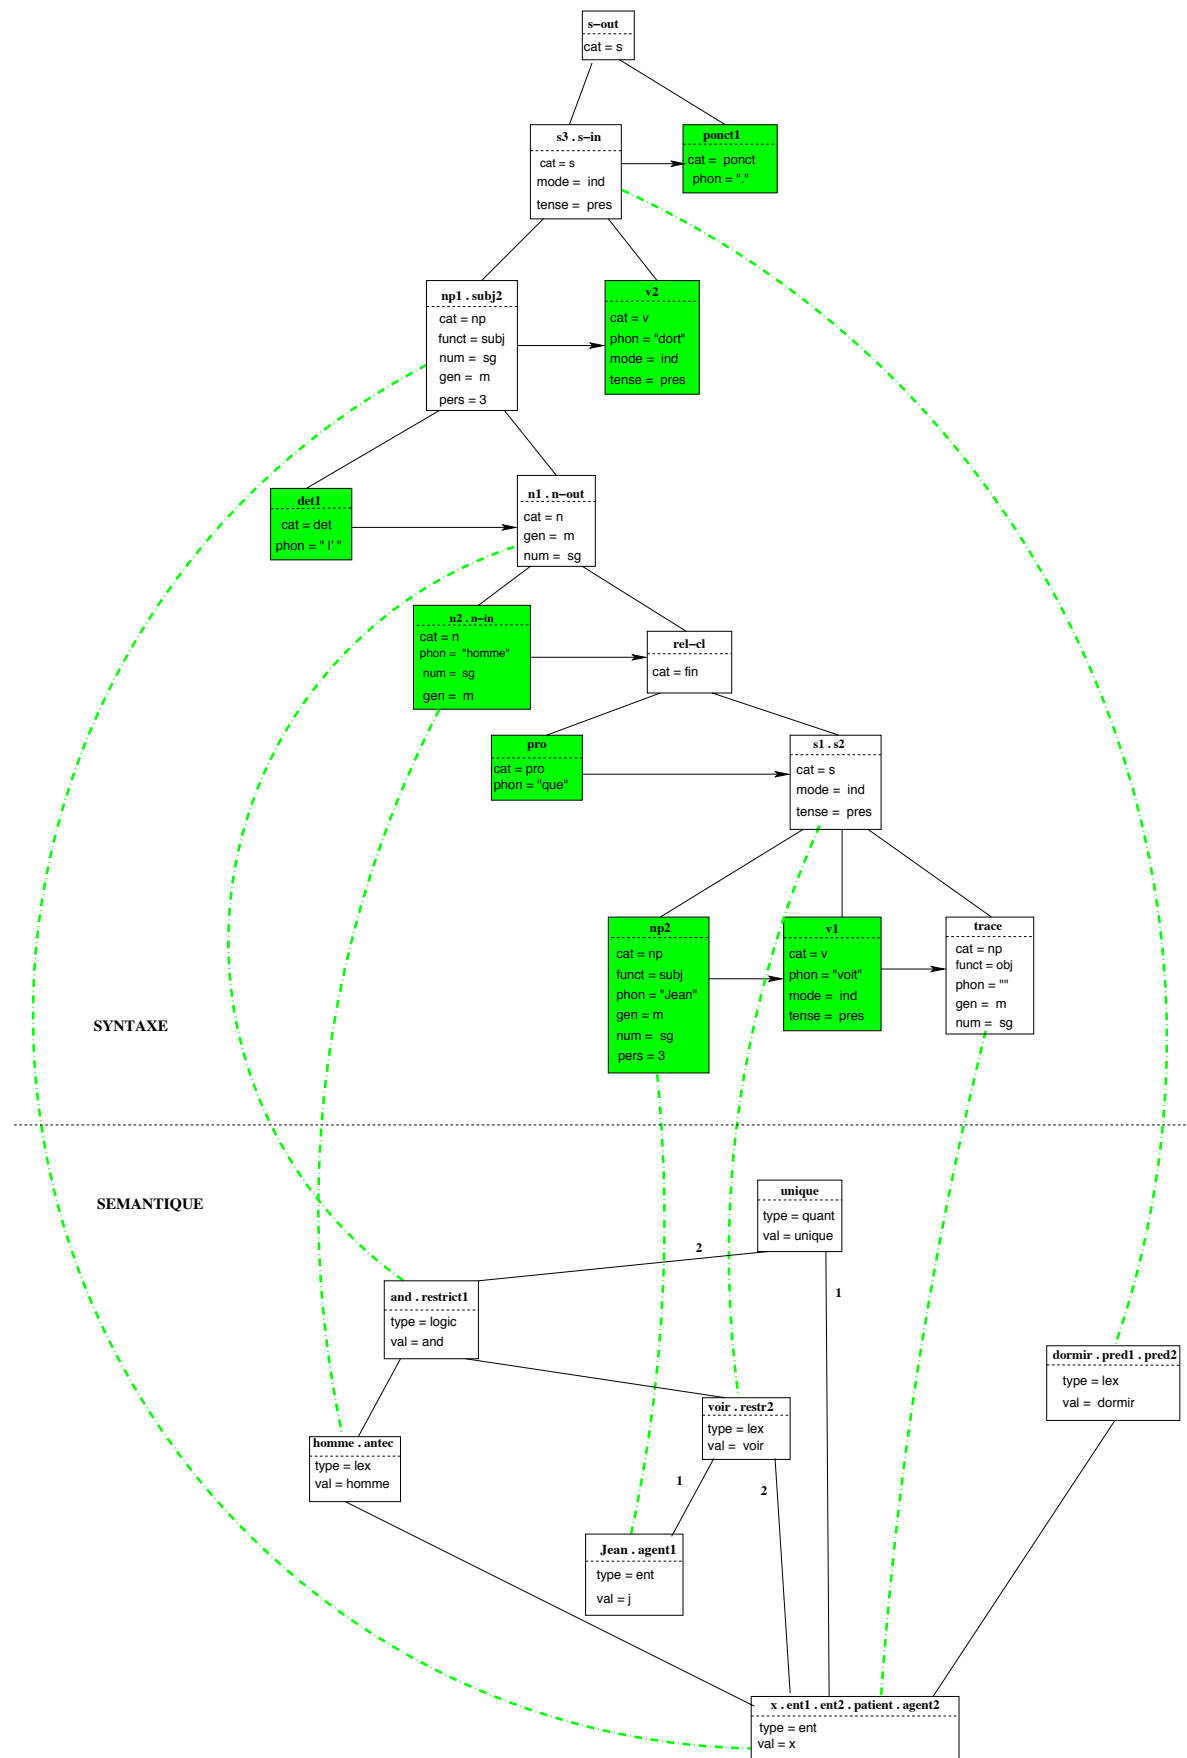 s-out
cat = s
s3 . s-in
cat = s
mode = ind
tense = pres
ponct1
cat = ponct
phon = "."
np1 . subj2
cat = np
funct = subj
num = sg
gen = m
pers = 3
v2
cat = v
phon = "dort"
mode = ind
tense = pres
det1
cat = det
phon = " l' "
n1 . n-out
cat = n
gen = m
num = sg
n2 . n-in
cat = n
phon = "homme"
num = sg
gen = m
rel-cl
cat = fin
pro
cat = pro
phon = "que"
s1 . s2
cat = s
mode = ind
tense = pres
np2
cat = np
funct = subj
phon = "Jean"
gen = m
num = sg
pers = 3
v1
cat = v
phon = "voit"
mode = ind
tense = pres
trace
cat = np
funct = obj
phon = ""
gen = m
num = sg
SYNTAXE
SEMANTIQUE
unique
type = quant
val = unique
2
1
and . restrict1
type = logic
val = and
dormir . pred1 . pred2
type = lex
val = dormir
voir . restr2
type = lex
val = voir
homme . antec
type = lex
val = homme
1
2
Jean . agent1
type = ent
val = j
x . ent1 . ent2 . patient . agent2
type = ent
val = x